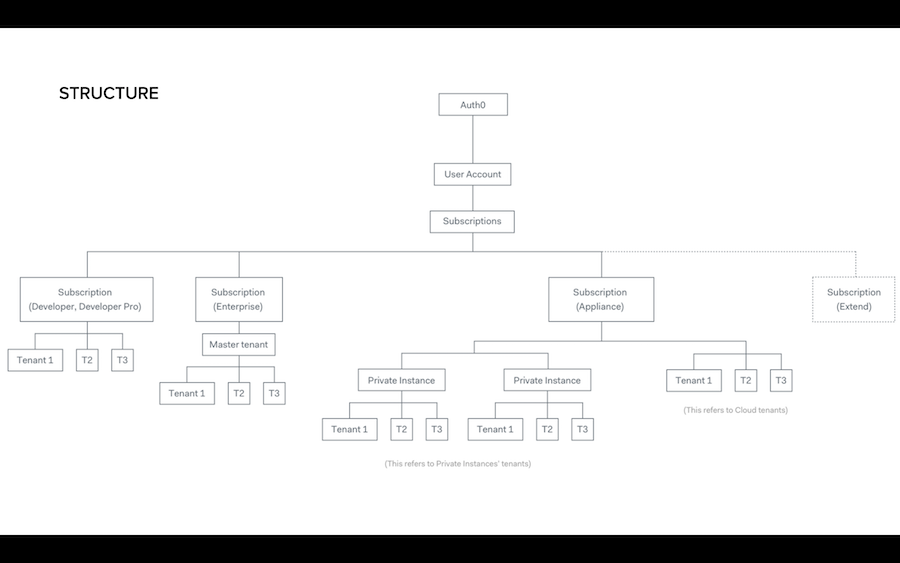 STRUCTURE
Auth0
User Account
Subscriptions
Subscription
(Developer, Developer Pro)
Subscription
(Enterprise)
Subscription
(Appliance)
Subscription
(Extend)
Master tenant
Tenant 1
T2
T3
Tenant 1
T2
T3
Private Instance
Private Instance
Tenant 1
T2
T3
Tenant 1
T2
T3
Tenant 1
T2
T3
(This refers to Cloud tenants)
(This refers to Private Instances' tenants)